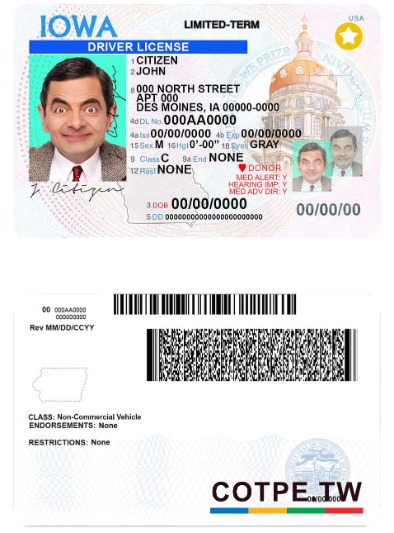 IOWA
LIMITED-TERM
USA
DRIVER LICENSE
1 CITIZEN
2 JOHN
8 000 NORTH STREET
APT 000
DES MOINES, IA 00000-0000
4d DL No. 000AA0000
4a Iss 00/00/0000 4b Exp 00/00/0000
15 Sex M 16 Hgt 0'-00" 18 Eyes GRAY
9 Class C 9a End NONE
12 Rest NONE
DONOR
MED ALERT: Y
HEARING IMP: Y
MED ADV DIR: Y
J. Citizen
3 DOB 00/00/0000
00/00/00
5 DD 00000000000000000000000
00 000AA0000
000000000
Rev MM/DD/CCYY
CLASS: Non-Commercial Vehicle
ENDORSEMENTS: None
RESTRICTIONS: None
COTPE TW